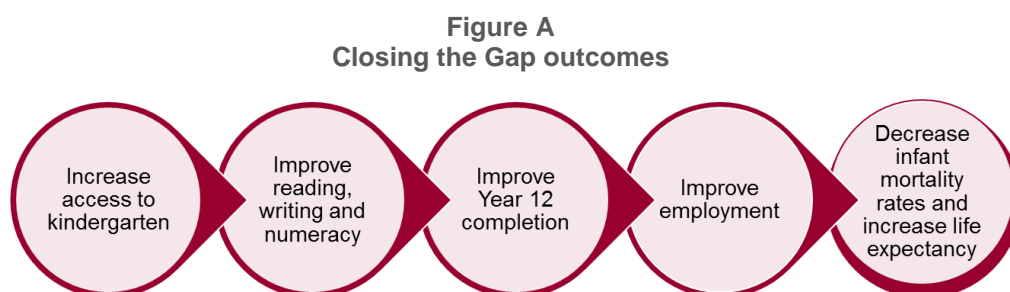 Figure A
Closing the Gap outcomes
Increase
access to
kindergarten
Improve
reading,
writing and
numeracy
Improve
Year 12
completion
Improve
employment
Decrease
infant
mortality
rates and
increase life
expectancy